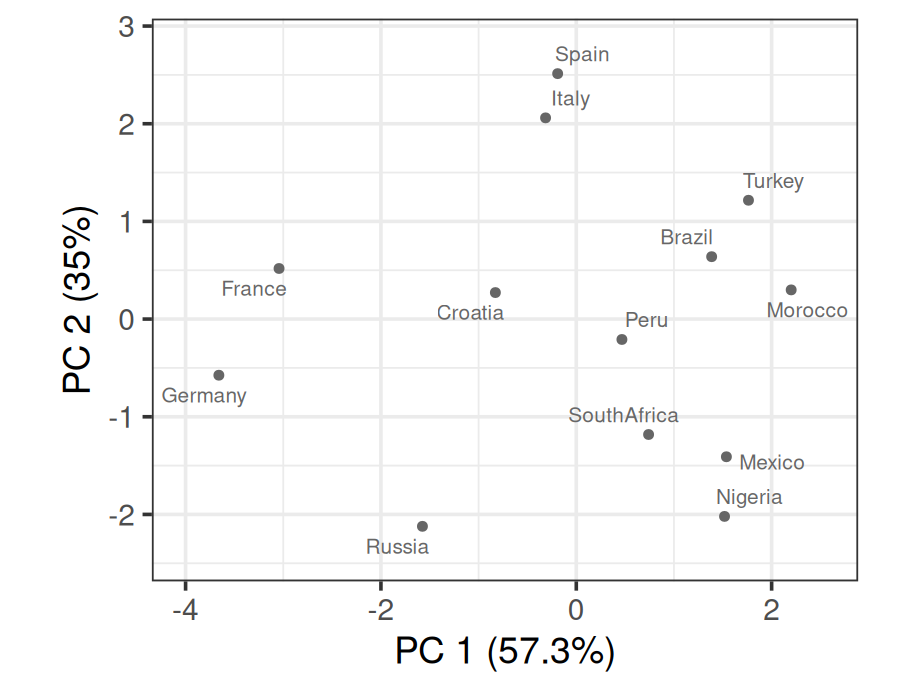 3
Spain
Italy
2
Turkey
1
Brazil
France
Croatia
Morocco
0
Peru
Germany
-1
SouthAfrica
Mexico
Nigeria
-2
Russia
-4
-2
0
2
PC 1 (57.3%)
PC 2 (35%)